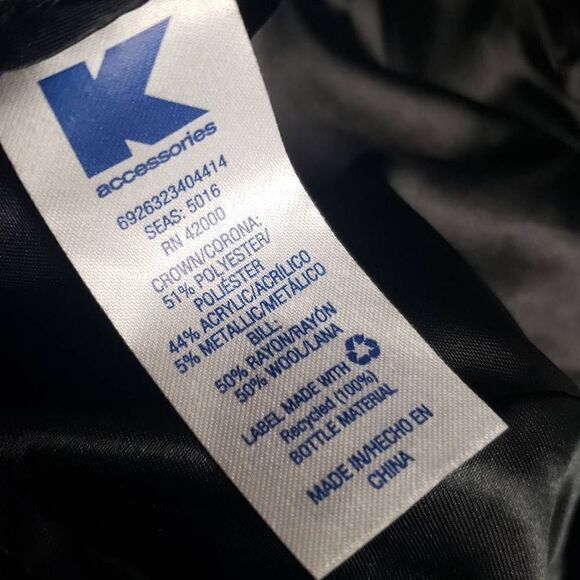 K
accessories
6926323404414
SEAS: 5016
RN 42000
CROWN/CORONA:
51% POLYESTER/
POLIÉSTER
44% ACRYLIC/ACRÍLICO
5% METALLIC/METÁLICO
BILL:
50% RAYON/RAYÓN
50% WOOL/LANA
LABEL MADE WITH
Recycled (100%)
BOTTLE MATERIAL
MADE IN/HECHO EN
CHINA